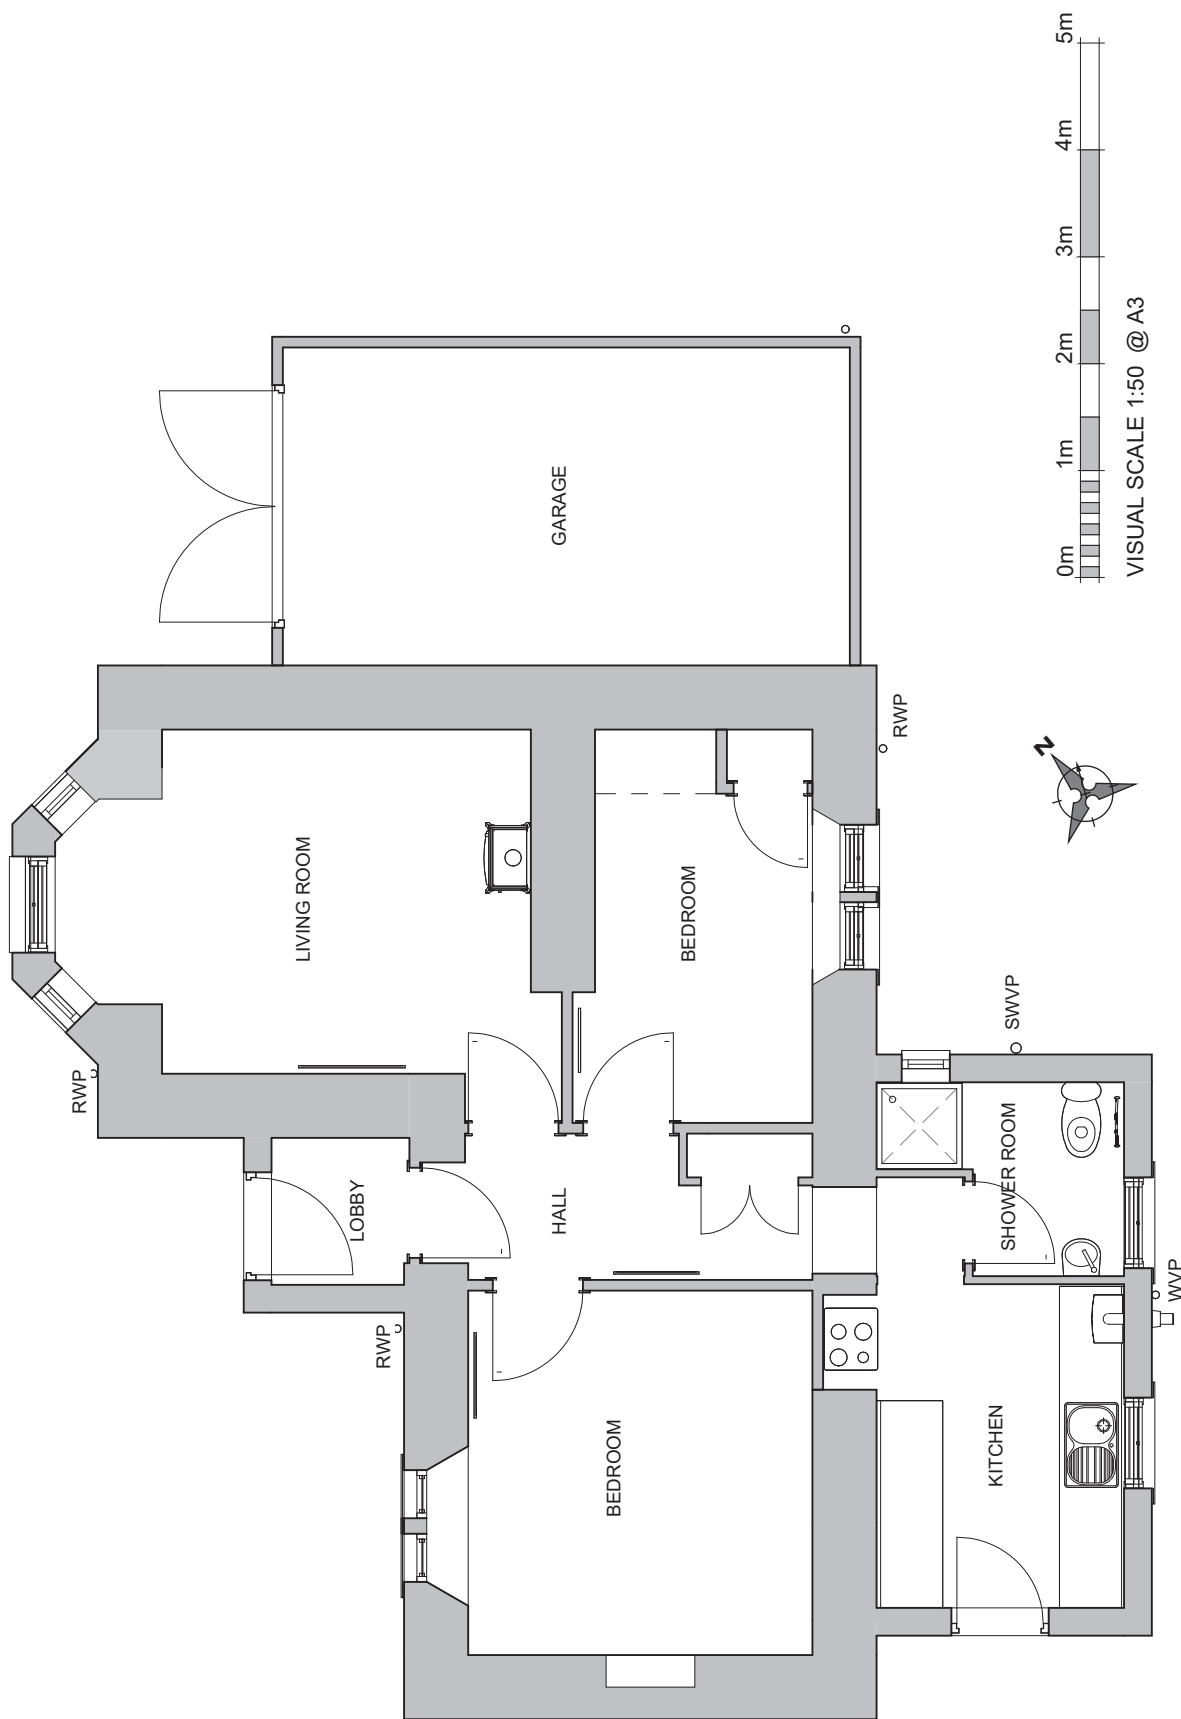 RWP
LIVING ROOM
LOBBY
RWP
GARAGE
HALL
BEDROOM
BEDROOM
RWP
SWVP
SHOWER ROOM
KITCHEN
WVP
N
0m 1m 2m 3m 4m 5m
VISUAL SCALE 1:50 @ A3